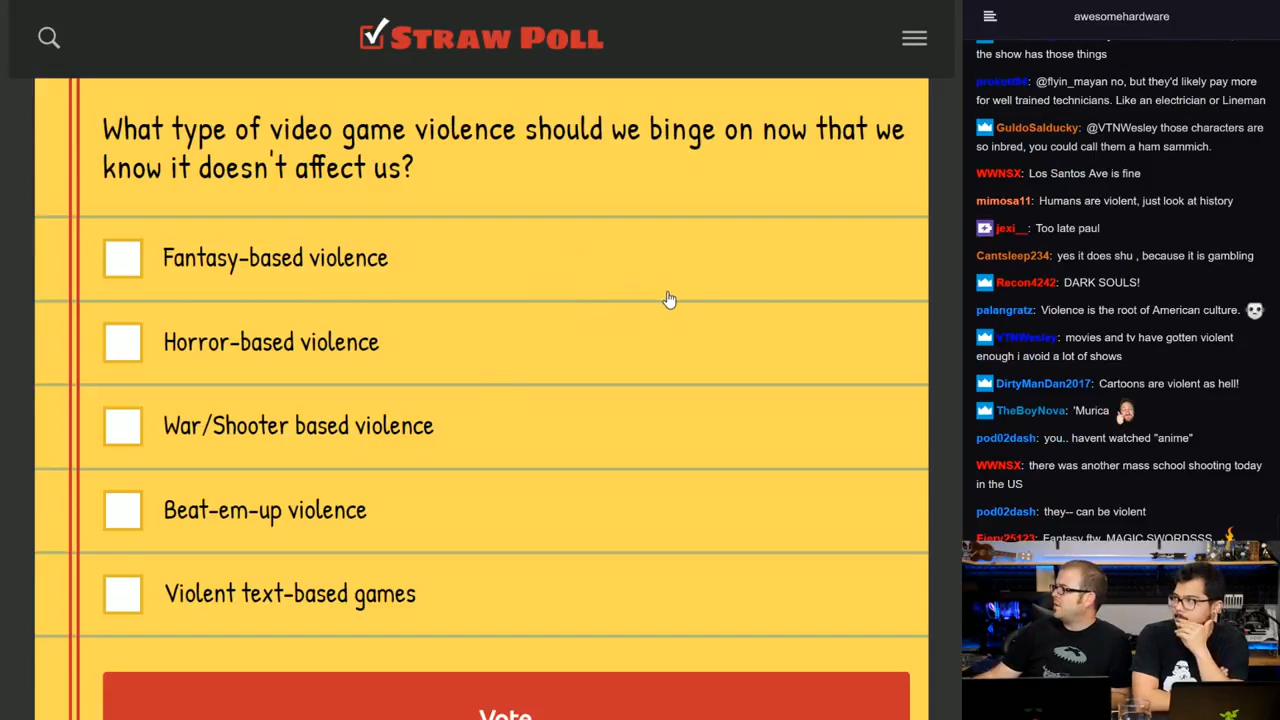 STRAW POLL
What type of video game violence should we binge on now that we
know it doesn't affect us?
Fantasy-based violence
Horror-based violence
War/Shooter based violence
Beat-em-up violence
Violent text-based games
Vote
awesomehardware
the show has those things
prokott94: @flyin_mayan no, but they'd likely pay more
for well trained technicians. Like an electrician or Lineman
GuldoSalducky: @VTNWesley those characters are
so inbred, you could call them a ham sammich.
WWNSX: Los Santos Ave is fine
mimosa11: Humans are violent, just look at history
jexi__: Too late paul
Cantsleep234: yes it does shu , because it is gambling
Recon4242: DARK SOULS!
palangratz: Violence is the root of American culture.
VTNWesley: movies and tv have gotten violent
enough i avoid a lot of shows
DirtyManDan2017: Cartoons are violent as hell!
TheBoyNova: 'Murica
pod02dash: you.. havent watched "anime"
WWNSX: there was another mass school shooting today
in the US
pod02dash: they-- can be violent
Fiery25123: Fantasy ftw. MAGIC SWORDSSS